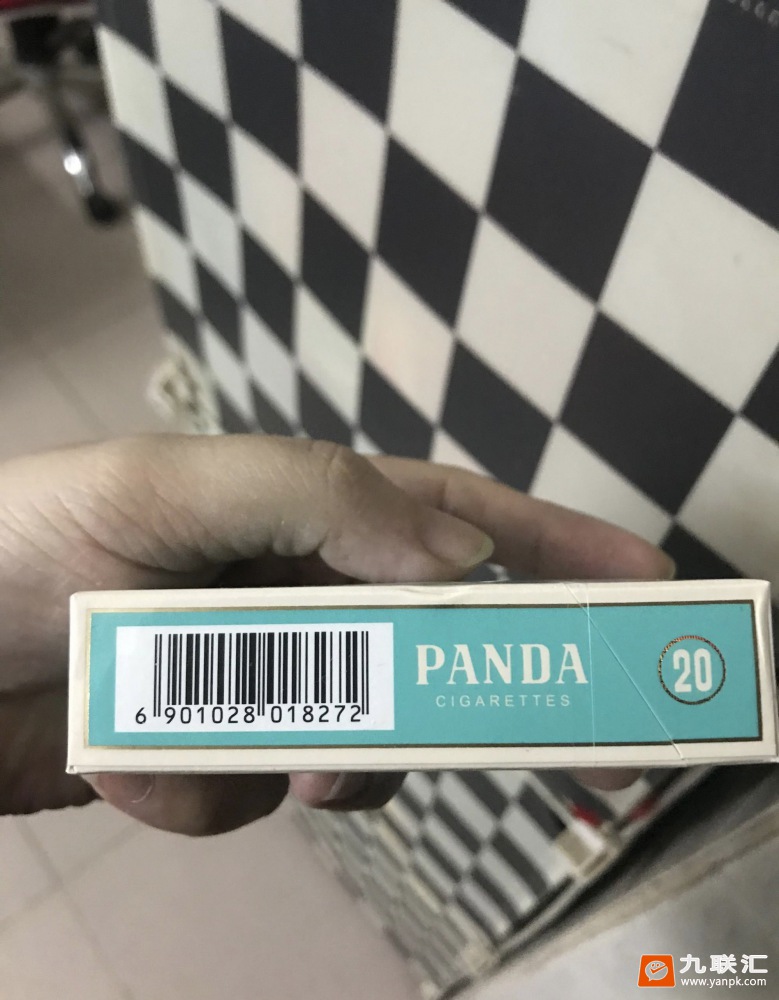 PANDA
CIGARETTES
20
6 901028 018272
九联汇
www.yanpk.com